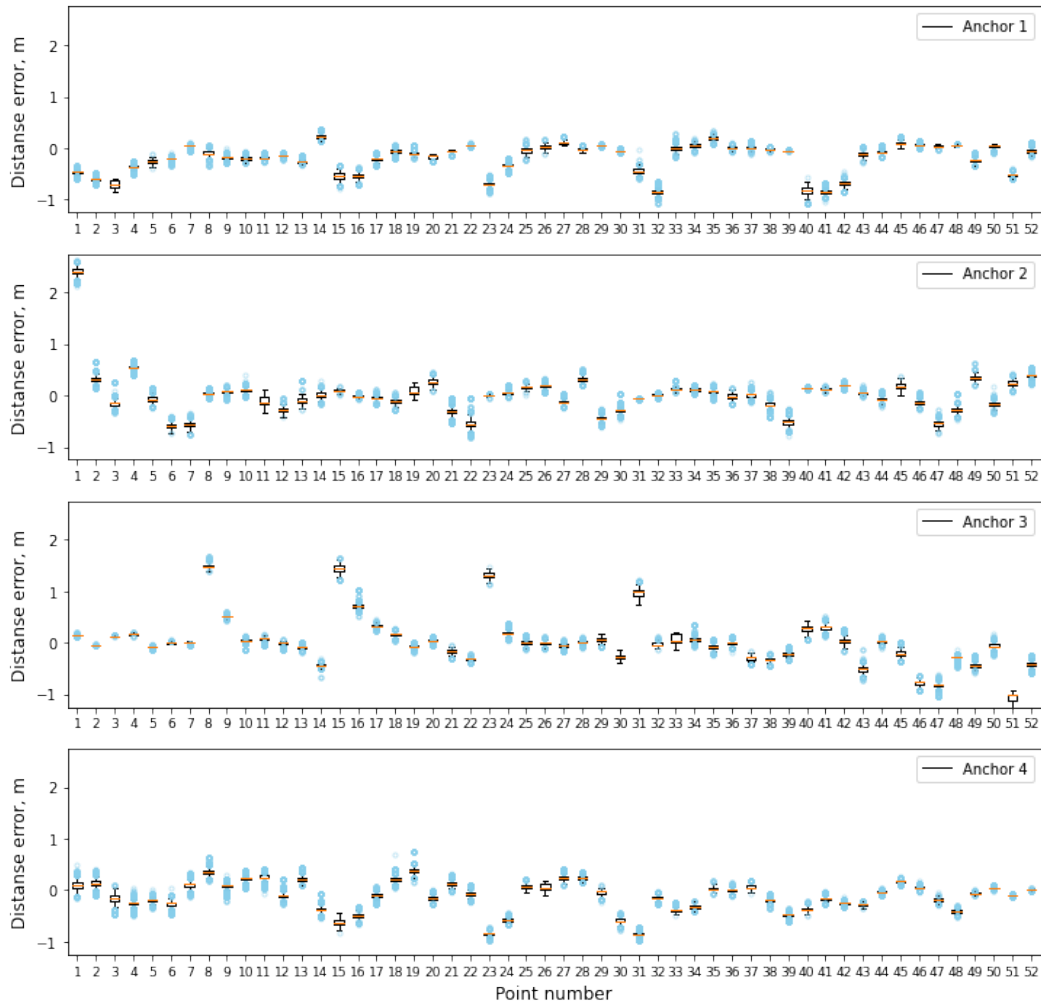 Distanse error, m
2
1
0
−1
Anchor 1
1 2 3 4 5 6 7 8 9 10 11 12 13 14 15 16 17 18 19 20 21 22 23 24 25 26 27 28 29 30 31 32 33 34 35 36 37 38 39 40 41 42 43 44 45 46 47 48 49 50 51 52
Distanse error, m
2
1
0
−1
Anchor 2
1 2 3 4 5 6 7 8 9 10 11 12 13 14 15 16 17 18 19 20 21 22 23 24 25 26 27 28 29 30 31 32 33 34 35 36 37 38 39 40 41 42 43 44 45 46 47 48 49 50 51 52
Distanse error, m
2
1
0
−1
Anchor 3
1 2 3 4 5 6 7 8 9 10 11 12 13 14 15 16 17 18 19 20 21 22 23 24 25 26 27 28 29 30 31 32 33 34 35 36 37 38 39 40 41 42 43 44 45 46 47 48 49 50 51 52
Distanse error, m
2
1
0
−1
Anchor 4
1 2 3 4 5 6 7 8 9 10 11 12 13 14 15 16 17 18 19 20 21 22 23 24 25 26 27 28 29 30 31 32 33 34 35 36 37 38 39 40 41 42 43 44 45 46 47 48 49 50 51 52
Point number